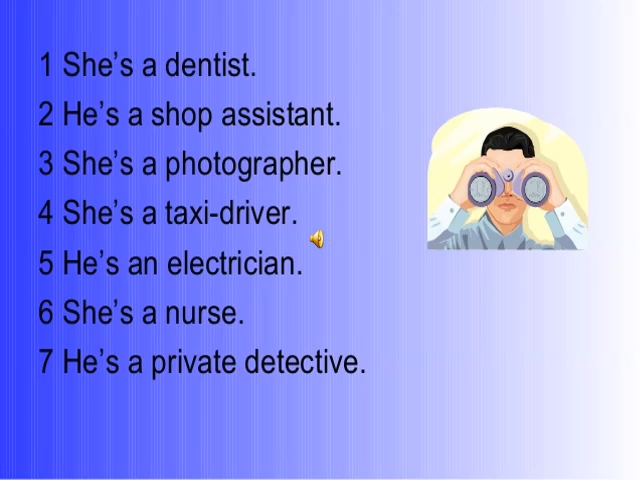 1 She’s a dentist.
2 He’s a shop assistant.
3 She’s a photographer.
4 She’s a taxi-driver.
5 He’s an electrician.
6 She’s a nurse.
7 He’s a private detective.